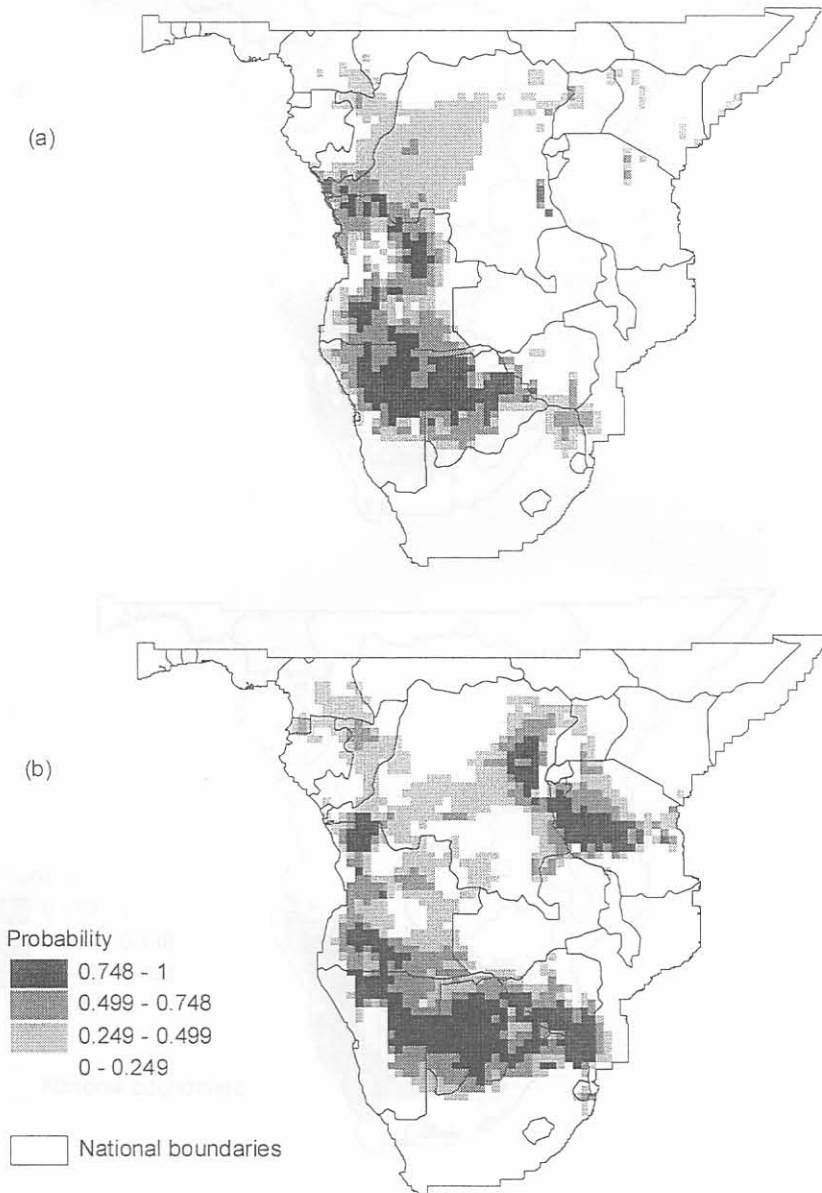 (a)
(b)
Probability
0.748 - 1
0.499 - 0.748
0.249 - 0.499
0 - 0.249
National boundaries